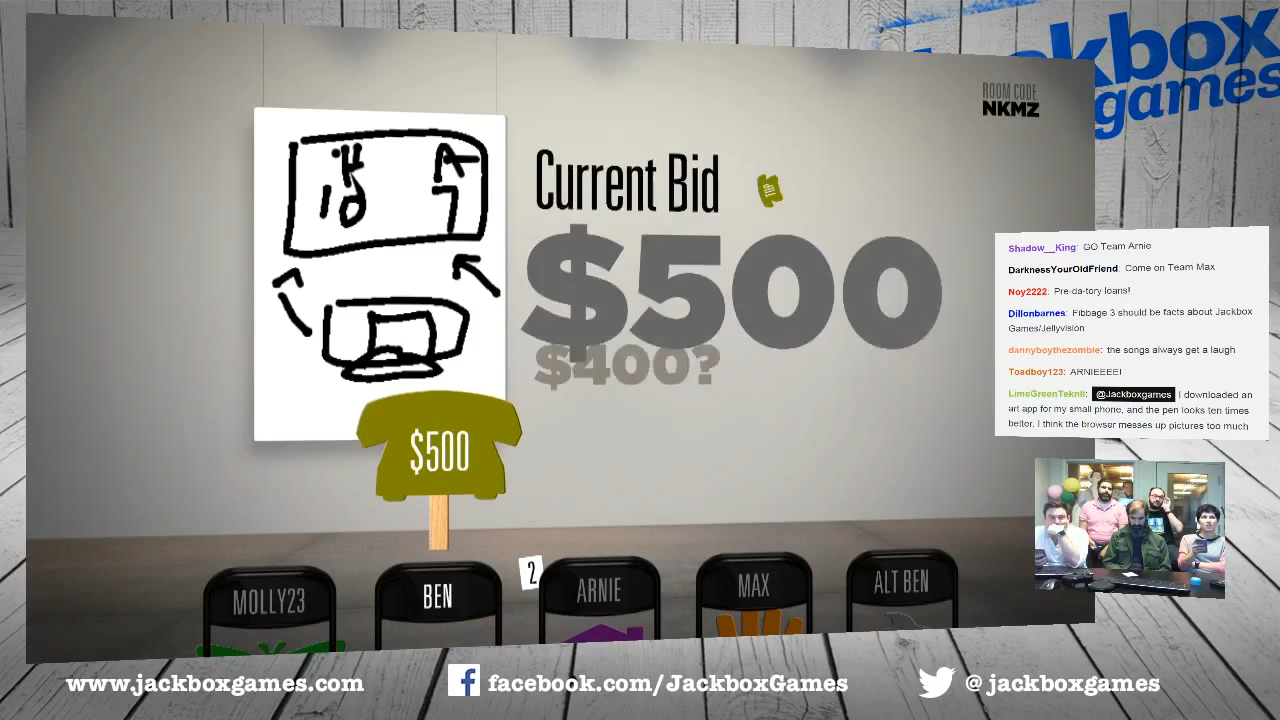 Jackbox
games
ROOM CODE
NKMZ
10
7
Current Bid
TOP
$500
$400?
$500
MOLLY23
BEN
2
ARNIE
MAX
ALT BEN
Shadow__King: GO Team Arnie
DarknessYourOldFriend: Come on Team Max
Noy2222: Pre-da-tory loans!
Dillonbarnes: Fibbage 3 should be facts about Jackbox
Games/Jellyvision
dannyboythezombie: the songs always get a laugh
Toadboy123: ARNIEEEE!
@Jackboxgames I downloaded an
art app for my small phone, and the pen looks ten times
better. I think the browser messes up pictures too much
www.jackboxgames.com
facebook.com/JackboxGames
@jackboxgames